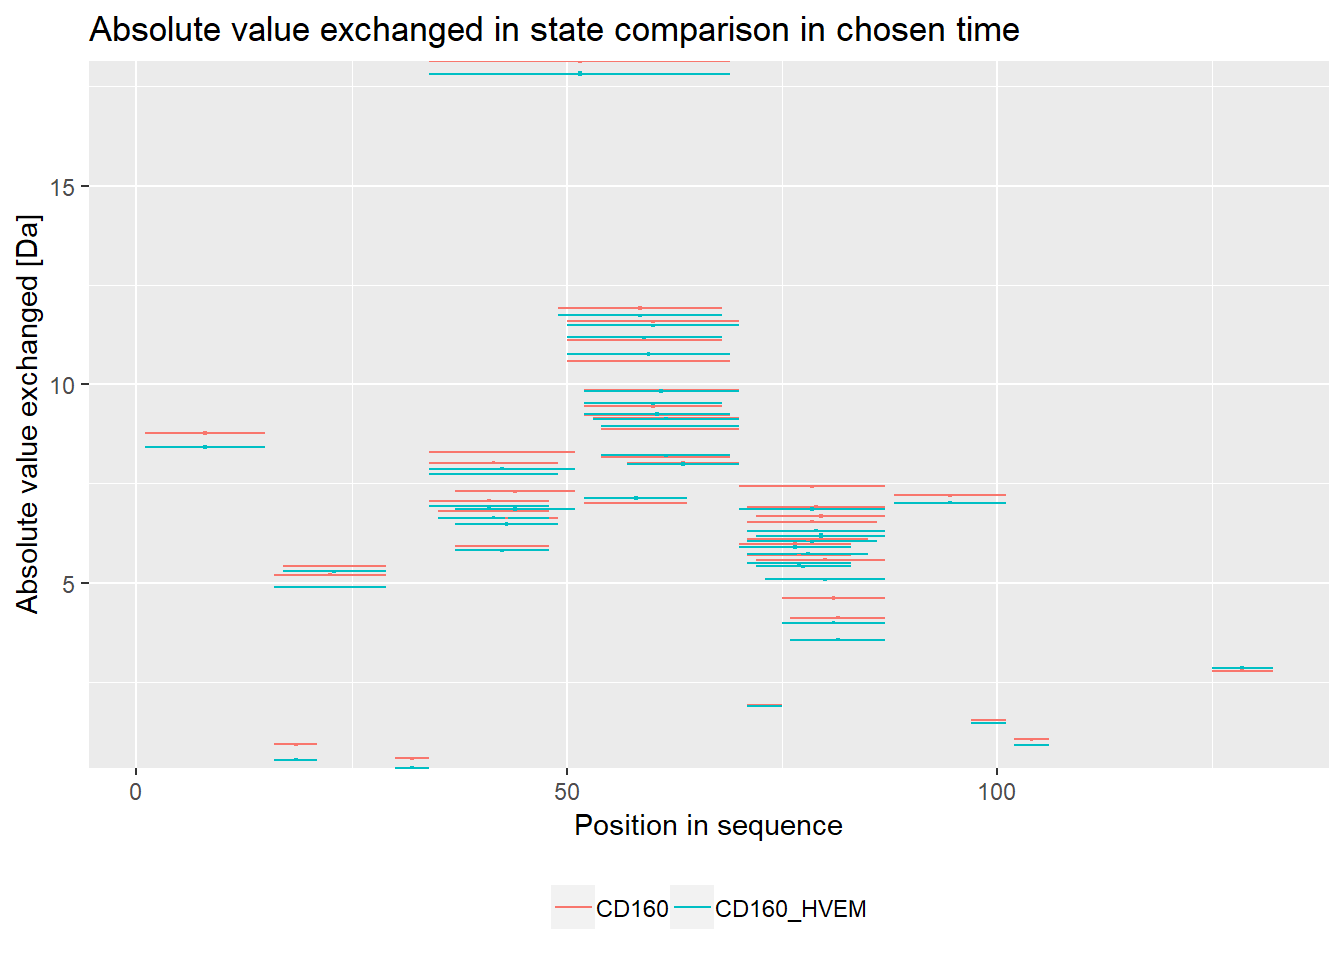 Absolute value exchanged in state comparison in chosen time
Absolute value exchanged [Da]
15
10
5
0 50 100
Position in sequence
CD160 CD160_HVEM